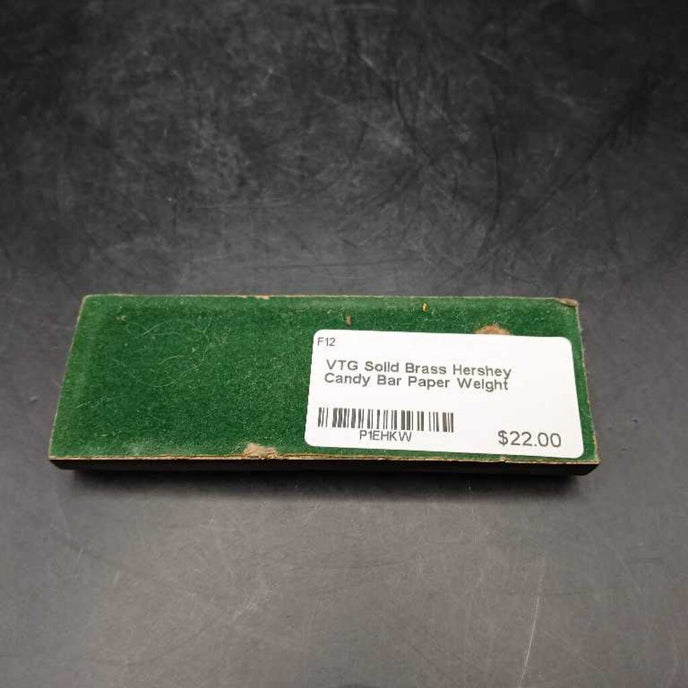 F12
VTG Solid Brass Hershey
Candy Bar Paper Weight
P1EHKW
$22.00